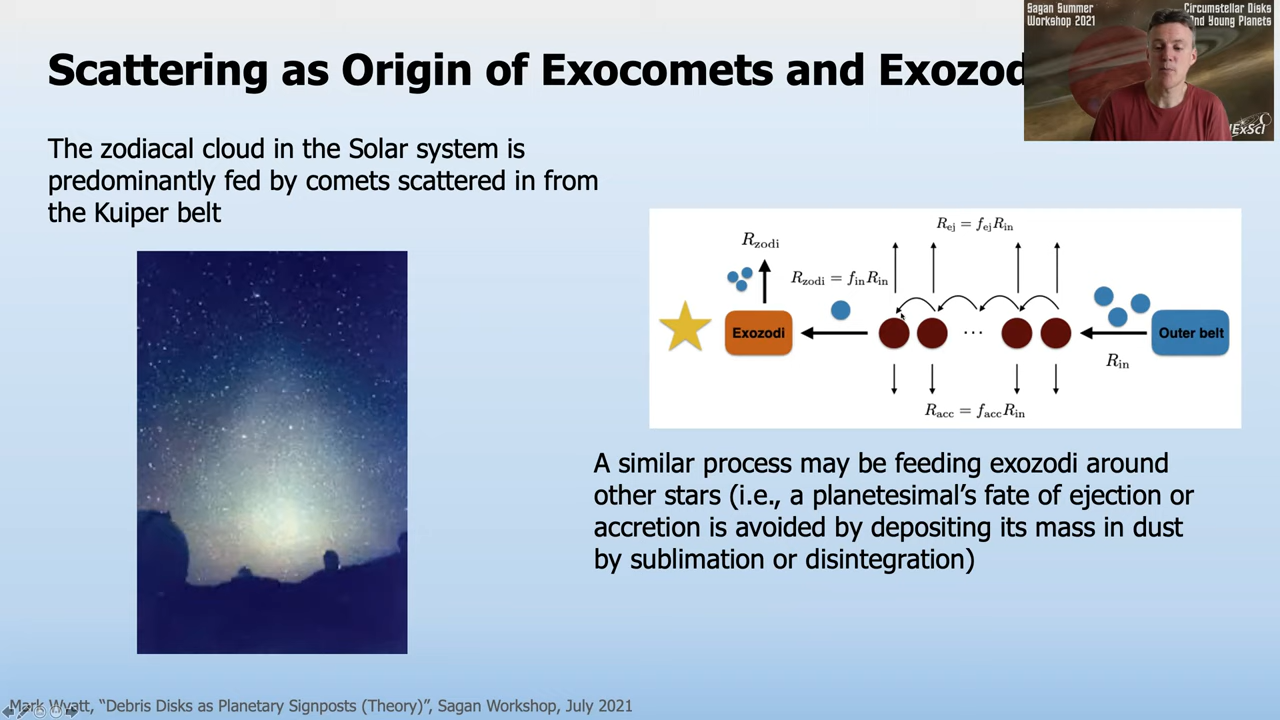 Scattering as Origin of Exocomets and Exozod
Sagan Summer
Workshop 2021
Circumstellar Disks
and Young Planets
NExScI
The zodiacal cloud in the Solar system is
predominantly fed by comets scattered in from
the Kuiper belt
R_ej = f_ej R_in
R_zodi
R_zodi = f_in R_in
Exozodi
...
Outer belt
R_in
R_acc = f_acc R_in
A similar process may be feeding exozodi around
other stars (i.e., a planetesimal's fate of ejection or
accretion is avoided by depositing its mass in dust
by sublimation or disintegration)
Mark Wyatt, "Debris Disks as Planetary Signposts (Theory)", Sagan Workshop, July 2021